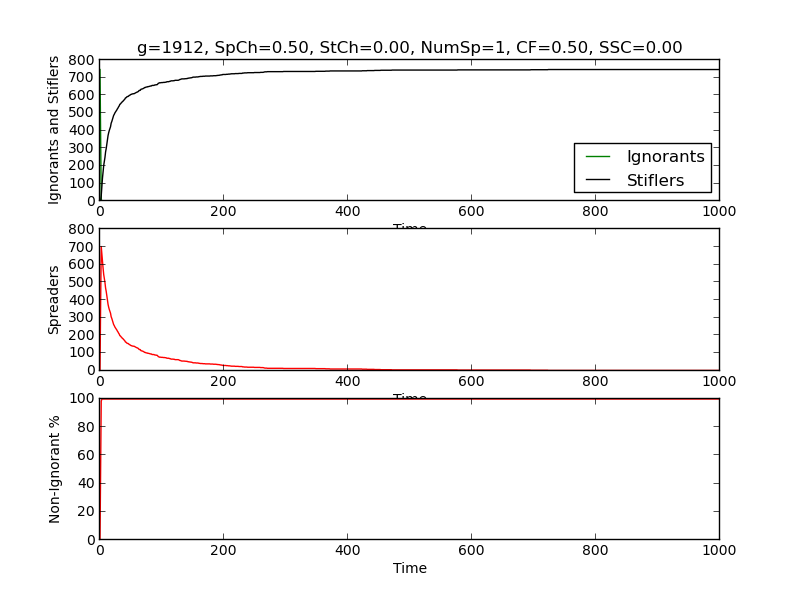 g=1912, SpCh=0.50, StCh=0.00, NumSp=1, CF=0.50, SSC=0.00
Ignorants and Stiflers
800
700
600
500
400
300
200
100
0
Ignorants
Stiflers
0 200 400 600 800 1000
Time
Spreaders
800
700
600
500
400
300
200
100
0
0 200 400 600 800 1000
Time
Non-Ignorant %
100
80
60
40
20
0
0 200 400 600 800 1000
Time